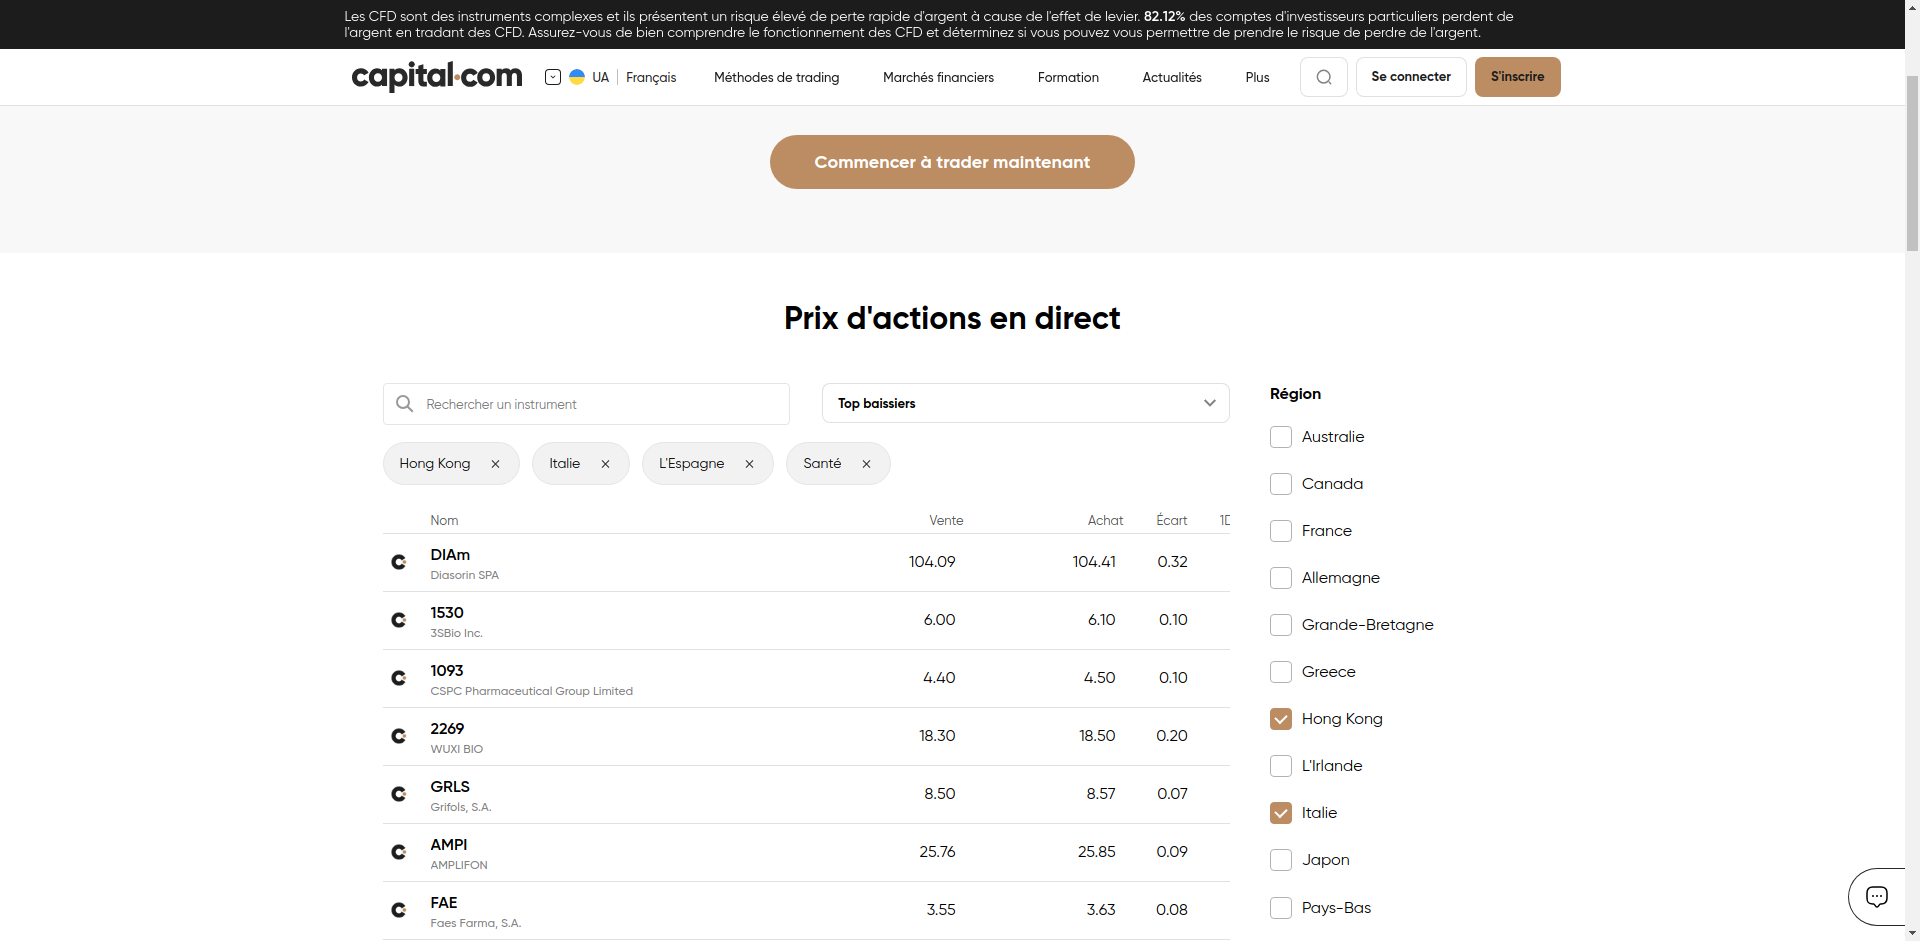 Les CFD sont des instruments complexes et ils présentent un risque élevé de perte rapide d'argent à cause de l'effet de levier. 82.12% des comptes d'investisseurs particuliers perdent de
l'argent en tradant des CFD. Assurez-vous de bien comprendre le fonctionnement des CFD et déterminez si vous pouvez vous permettre de prendre le risque de perdre de l'argent.
capital.com UA Français Méthodes de trading Marchés financiers Formation Actualités Plus Se connecter S'inscrire
Commencer à trader maintenant
Prix d'actions en direct
Rechercher un instrument
Top baissiers
Hong Kong Italie L'Espagne Santé
Nom Vente Achat Écart 1D
DIAm 104.09 104.41 0.32
Diasorin SPA
1530 6.00 6.10 0.10
3SBio Inc.
1093 4.40 4.50 0.10
CSPC Pharmaceutical Group Limited
2269 18.30 18.50 0.20
WUXI BIO
GRLS 8.50 8.57 0.07
Grifols, S.A.
AMPI 25.76 25.85 0.09
AMPLIFON
FAE 3.55 3.63 0.08
Faes Farma, S.A.
Région
Australie
Canada
France
Allemagne
Grande-Bretagne
Greece
Hong Kong
L'Irlande
Italie
Japon
Pays-Bas